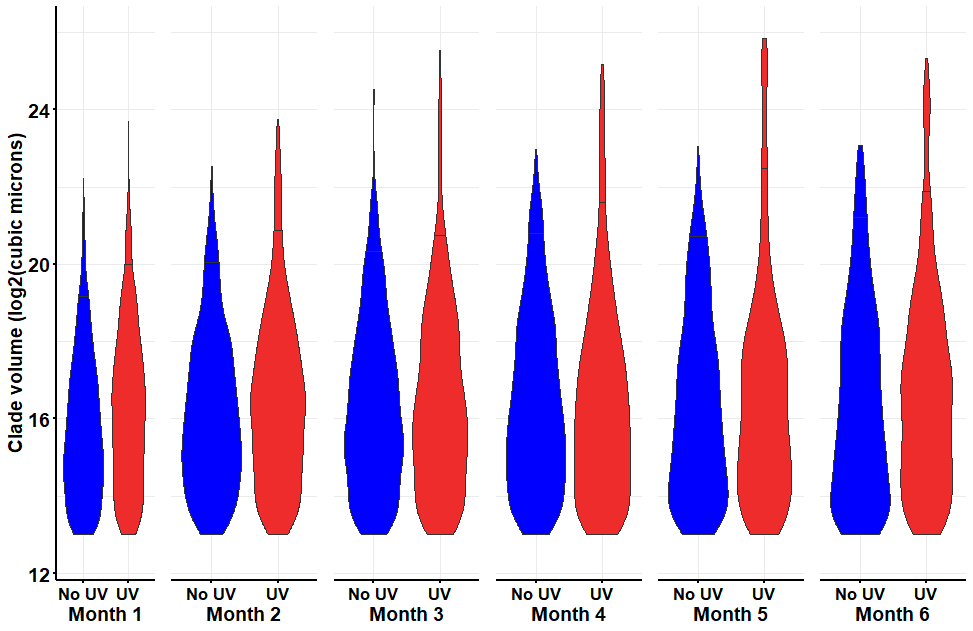 Clade volume (log2(cubic microns)
24
20
16
12
No UV UV No UV UV No UV UV No UV UV No UV UV No UV UV
Month 1 Month 2 Month 3 Month 4 Month 5 Month 6